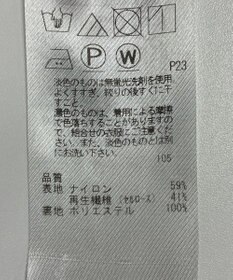 P
W
P23
淡色のものは無蛍光洗剤を使用、
よくすすぎ、絞りの後すぐに干
すこと。
濃色のものは、着用による摩擦
で色落ちすることがありますの
で、組合せの衣服にご注意くだ
さい。また、淡色のものとは別
にお洗い下さい。
105
品質
表地 ナイロン 59%
再生繊維 (セルロース) 41%
裏地 ポリエステル 100%